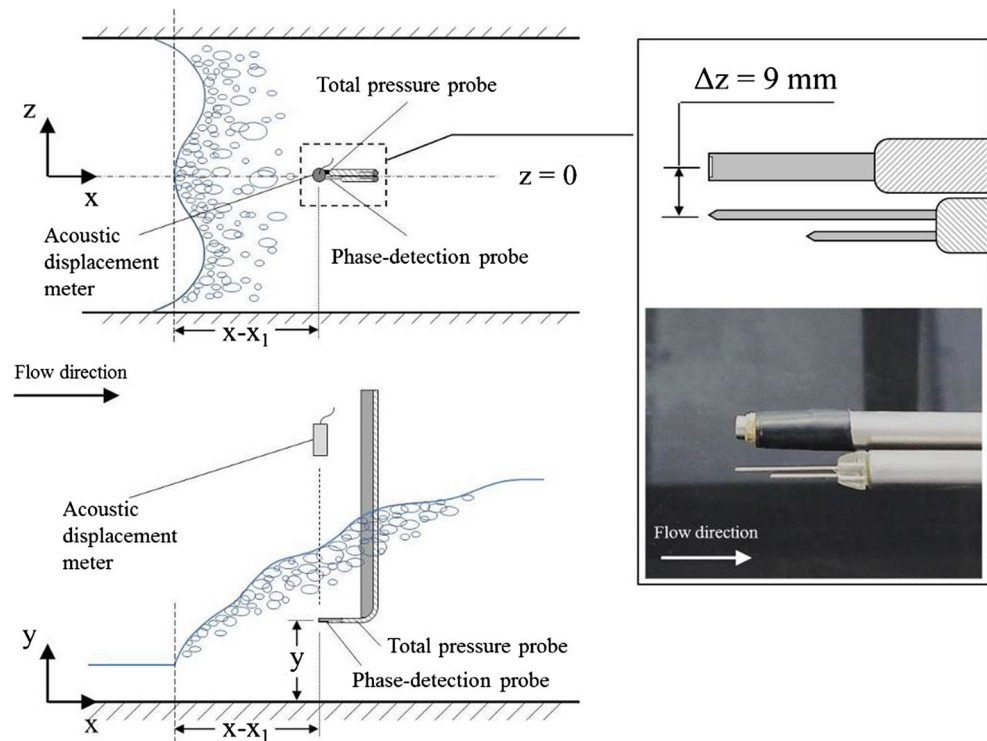 Total pressure probe
z
x
z = 0
Acoustic
displacement
meter
Phase-detection probe
x-x₁
Δz = 9 mm
Flow direction
Flow direction
Acoustic
displacement
meter
y
x
y
Total pressure probe
Phase-detection probe
x-x₁